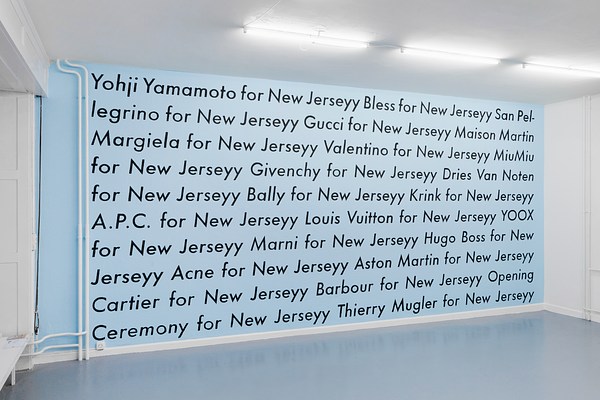 Yohji Yamamoto for New Jerseyy Bless for New Jerseyy San Pel-
legrino for New Jerseyy Gucci for New Jerseyy Maison Martin
Margiela for New Jerseyy Valentino for New Jerseyy MiuMiu
for New Jerseyy Givenchy for New Jerseyy Dries Van Noten
for New Jerseyy Bally for New Jerseyy Krink for New Jerseyy
A.P.C. for New Jerseyy Louis Vuitton for New Jerseyy YOOX
for New Jerseyy Marni for New Jerseyy Hugo Boss for New
Jerseyy Acne for New Jerseyy Aston Martin for New Jerseyy
Cartier for New Jerseyy Barbour for New Jerseyy Opening
Ceremony for New Jerseyy Thierry Mugler for New Jerseyy